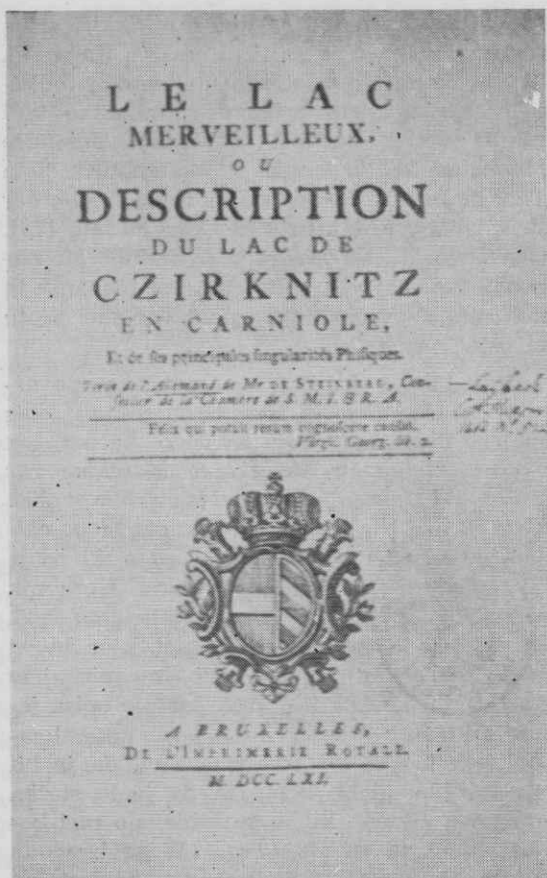 LE LAC
MERVEILLEUX,
OU
DESCRIPTION
DU LAC DE
CZIRKNITZ
EN CARNIOLE,
Et de ses principales singularités Phisiques.
Tirée de l'Allemand de Mr DE STEINBERG, Con-
seiller de la Chambre de S. M. I. & R. A.
Felix qui potuit rerum cognoscere causas.
Virgil. Georg. lib. 2.
A BRUXELLES,
DE L'IMPRIMERIE ROYALE.
M. DCC. LXI.